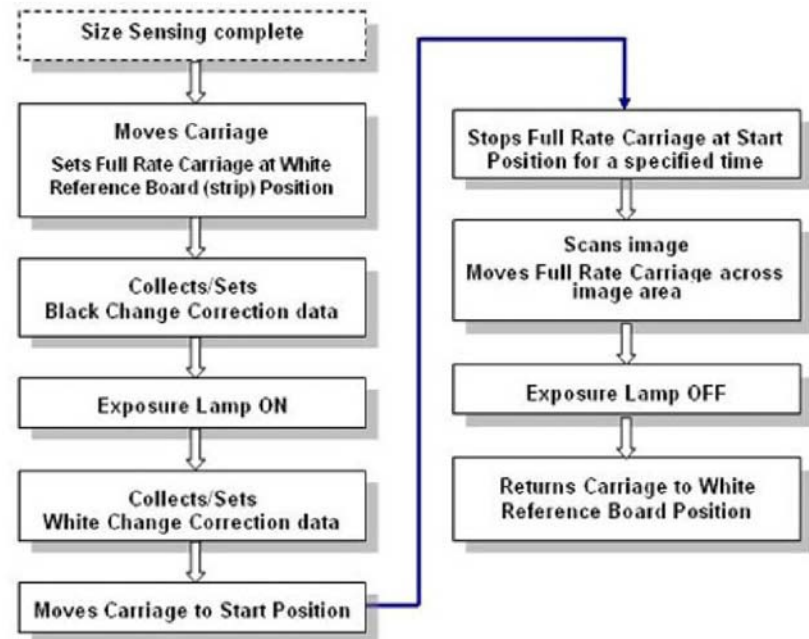 Size Sensing complete
Moves Carriage
Sets Full Rate Carriage at White
Reference Board (strip) Position
Collects/Sets
Black Change Correction data
Exposure Lamp ON
Collects/Sets
White Change Correction data
Moves Carriage to Start Position
Stops Full Rate Carriage at Start
Position for a specified time
Scans image
Moves Full Rate Carriage across
image area
Exposure Lamp OFF
Returns Carriage to White
Reference Board Position